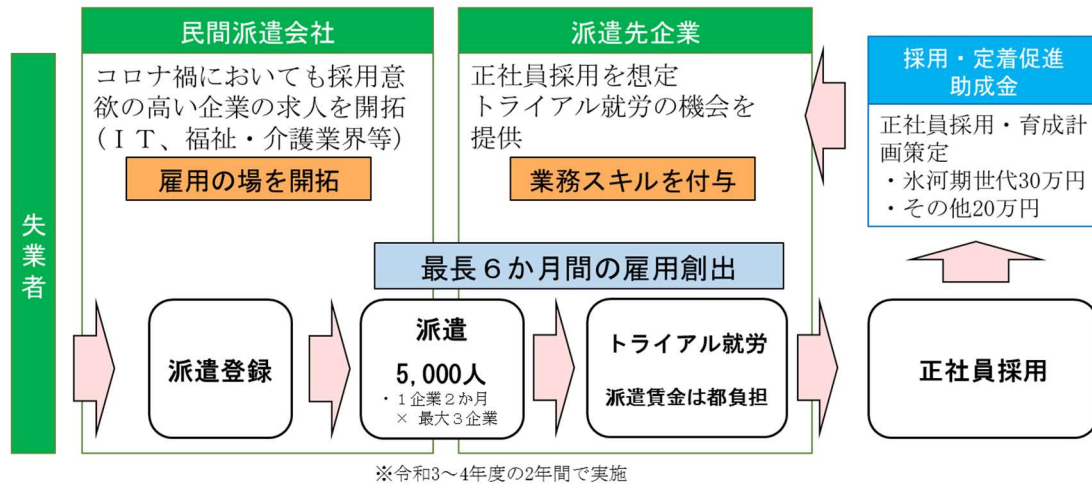 失業者
民間派遣会社
コロナ禍においても採用意
欲の高い企業の求人を開拓
（ＩＴ、福祉・介護業界等）
雇用の場を開拓
派遣先企業
正社員採用を想定
トライアル就労の機会を
提供
業務スキルを付与
採用・定着促進
助成金
正社員採用・育成計
画策定
・氷河期世代30万円
・その他20万円
最長６か月間の雇用創出
派遣登録
派遣
5,000人
・１企業２か月
× 最大３企業
トライアル就労
派遣賃金は都負担
正社員採用
※令和3～4年度の2年間で実施